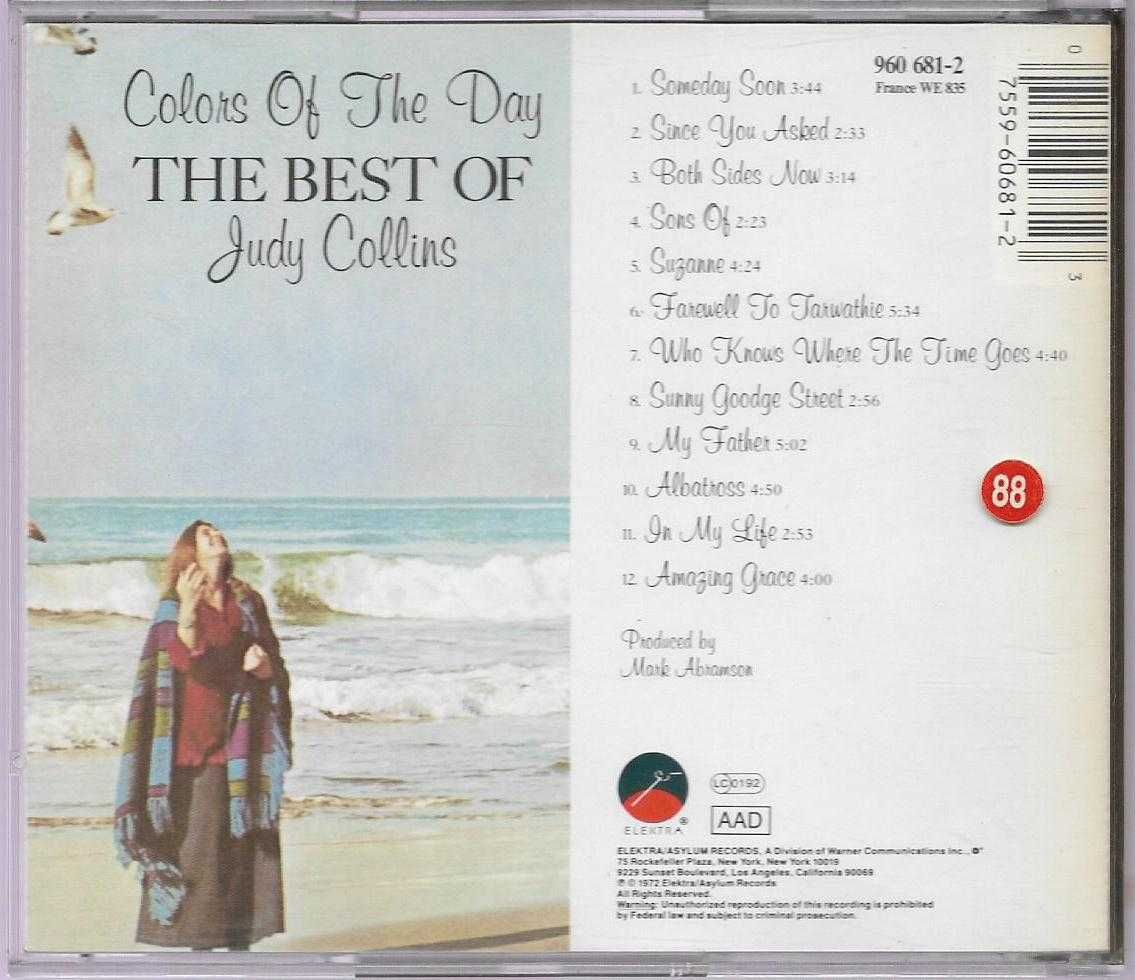 Colors Of The Day
THE BEST OF
Judy Collins
1. Someday Soon 3:44
2. Since You Asked 2:33
3. Both Sides Now 3:14
4. Sons Of 2:23
5. Suzanne 4:24
6. Farewell To Tarwathie 5:34
7. Who Knows Where The Time Goes 4:40
8. Sunny Goodge Street 2:56
9. My Father 5:02
10. Albatross 4:50
11. In My Life 2:53
12. Amazing Grace 4:00
Produced by
Mark Abramson
960 681-2
France WE 835
0
7559-60681-2
3
88
ELEKTRA®
LC 0192
AAD
ELEKTRA/ASYLUM RECORDS, A Division of Warner Communications Inc.,
75 Rockefeller Plaza, New York, New York 10019
9229 Sunset Boulevard, Los Angeles, California 90069
℗ © 1972 Elektra/Asylum Records
All Rights Reserved.
Warning: Unauthorized reproduction of this recording is prohibited
by Federal law and subject to criminal prosecution.